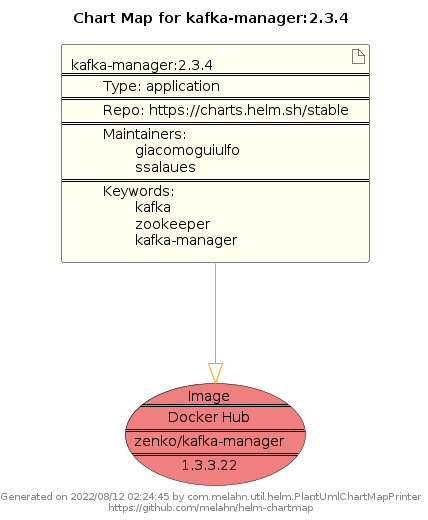 Chart Map for kafka-manager:2.3.4
kafka-manager:2.3.4
Type: application
Repo: https://charts.helm.sh/stable
Maintainers:
giacomoguiulfo
ssalaues
Keywords:
kafka
zookeeper
kafka-manager
Image
Docker Hub
zenko/kafka-manager
1.3.3.22
Generated on 2022/08/12 02:24:45 by com.melahn.util.helm.PlantUmlChartMapPrinter
https://github.com/melahn/helm-chartmap